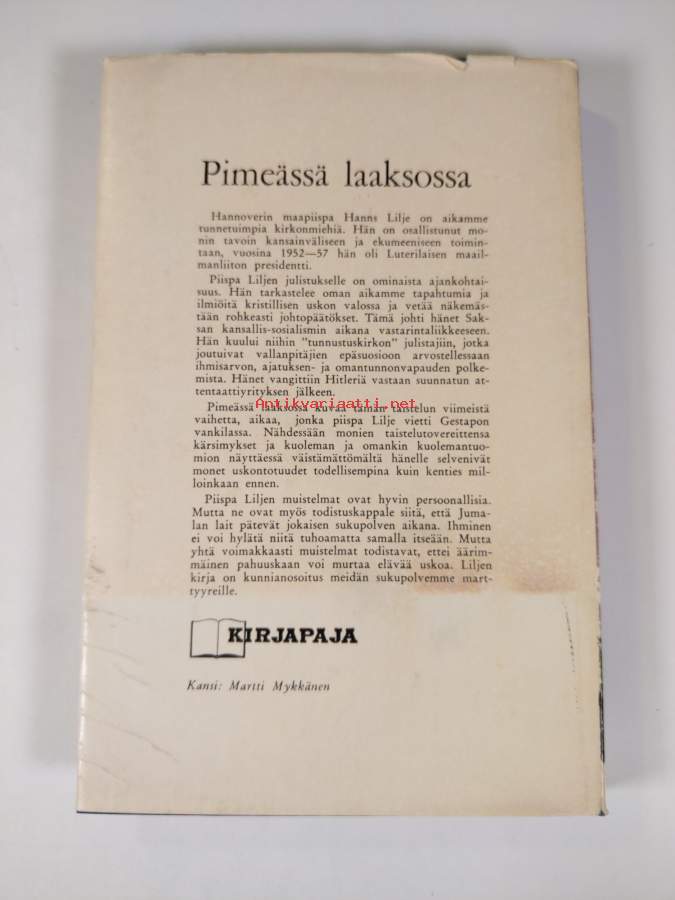 Pimeässä laaksossa
Hannoverin maapiispa Hanns Lilje on aikamme
tunnetuimpia kirkonmiehiä. Hän on osallistunut mo-
nin tavoin kansainväliseen ja ekumeeniseen toimin-
taan, vuosina 1952—57 hän oli Luterilaisen maail-
manliiton presidentti.
Piispa Liljen julistukselle on ominaista ajankohtai-
suus. Hän tarkastelee oman aikamme tapahtumia ja
ilmiöitä kristillisen uskon valossa ja vetää näkemäs-
tään rohkeasti johtopäätökset. Tämä johti hänet Sak-
san kansallis-sosialismin aikana vastarintaliikkeeseen.
Hän kuului niihin "tunnustuskirkon" julistajiin, jotka
joutuivat vallanpitäjien epäsuosioon arvostellessaan
ihmisarvon, ajatuksen- ja omantunnonvapauden polke-
mista. Hänet vangittiin Hitleriä vastaan suunnatun at-
tentaattiyrityksen jälkeen.
Antikvariaatti.net
Pimeässä laaksossa kuvaa tämän taistelun viimeistä
vaihetta, aikaa, jonka piispa Lilje vietti Gestapon
vankilassa. Nähdessään monien taistelutovereittensa
kärsimykset ja kuoleman ja omankin kuolemantuo-
mion näyttäessä väistämättömältä hänelle selvenivät
monet uskontotuudet todellisempina kuin kenties mil-
loinkaan ennen.
Piispa Liljen muistelmat ovat hyvin persoonallisia.
Mutta ne ovat myös todistuskappale siitä, että Juma-
lan lait pätevät jokaisen sukupolven aikana. Ihminen
ei voi hylätä niitä tuhoamatta samalla itseään. Mutta
yhtä voimakkaasti muistelmat todistavat, ettei äärim-
mäinen pahuuskaan voi murtaa elävää uskoa. Liljen
kirja on kunnianosoitus meidän sukupolvemme mart-
tyyreille.
KIRJAPAJA
Kansi: Martti Mykkänen